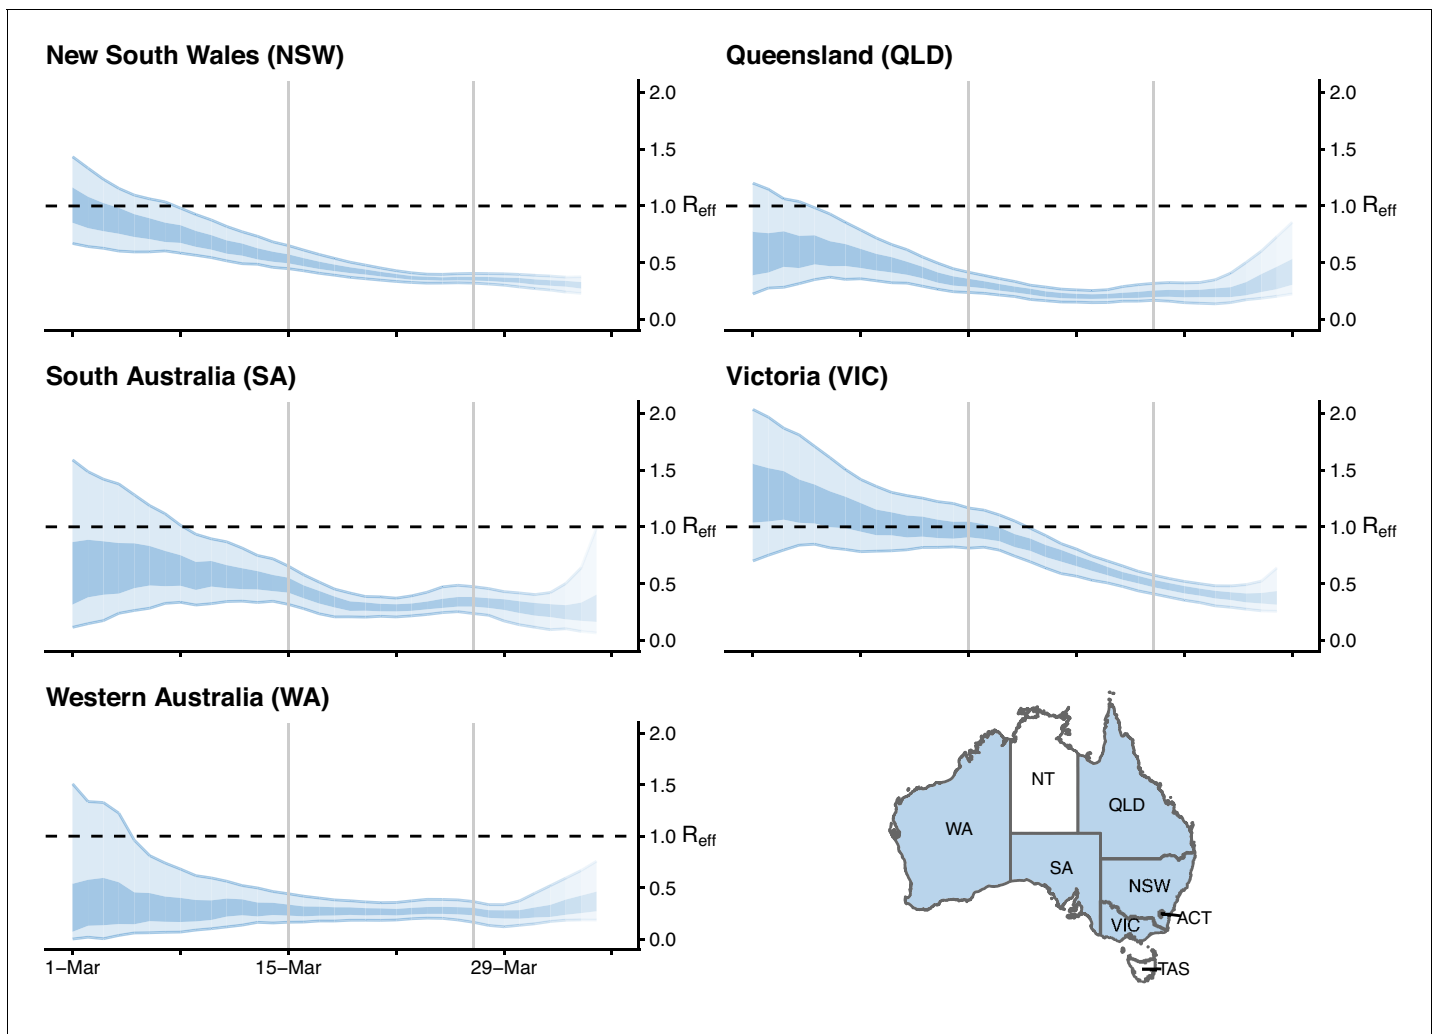 New South Wales (NSW)
2.0
1.5
1.0 Reff
0.5
0.0
Queensland (QLD)
2.0
1.5
1.0 Reff
0.5
0.0
South Australia (SA)
2.0
1.5
1.0 Reff
0.5
0.0
Victoria (VIC)
2.0
1.5
1.0 Reff
0.5
0.0
Western Australia (WA)
2.0
1.5
1.0 Reff
0.5
0.0
1–Mar 15–Mar 29–Mar
NT
QLD
WA
SA
NSW
ACT
VIC
TAS